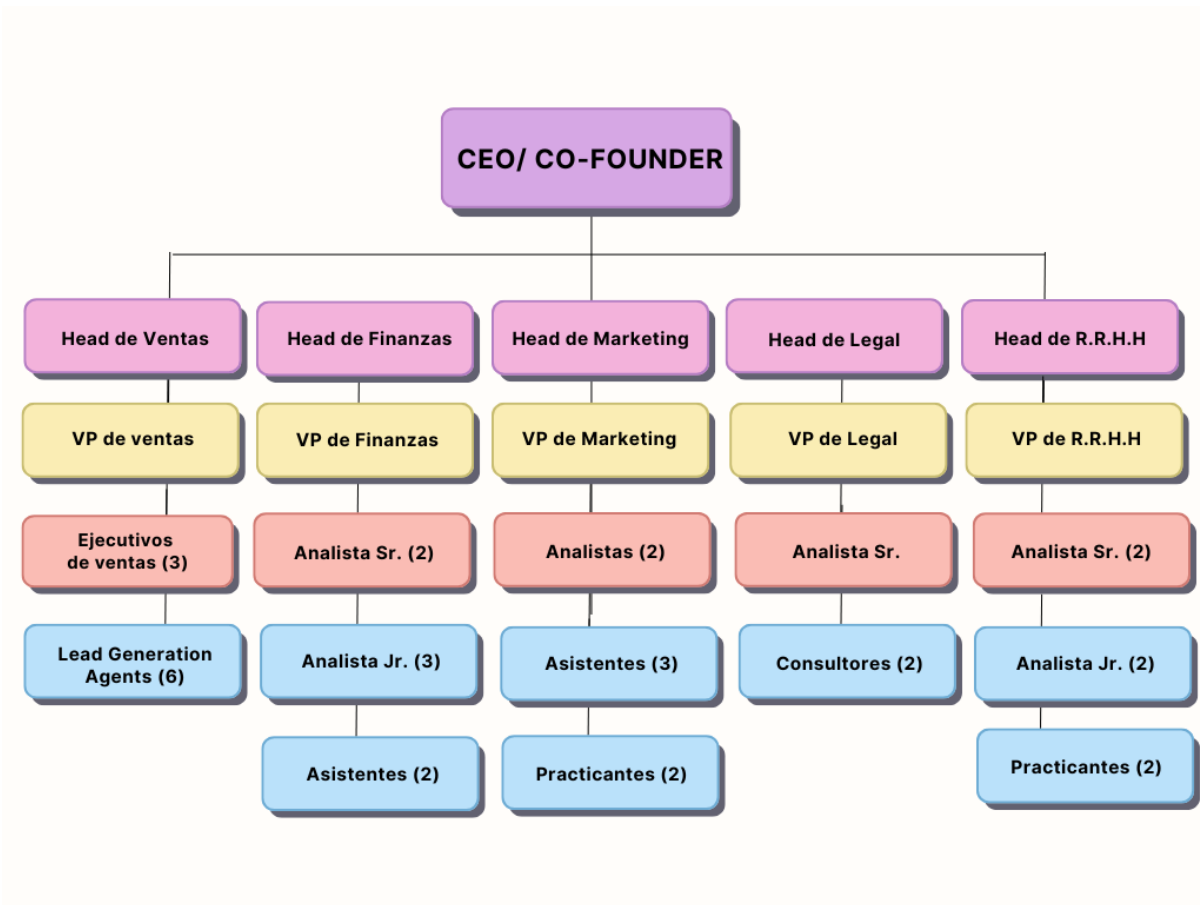 CEO/ CO-FOUNDER
Head de Ventas
Head de Finanzas
Head de Marketing
Head de Legal
Head de R.R.H.H
VP de ventas
VP de Finanzas
VP de Marketing
VP de Legal
VP de R.R.H.H
Ejecutivos
de ventas (3)
Analista Sr. (2)
Analistas (2)
Analista Sr.
Analista Sr. (2)
Lead Generation
Agents (6)
Analista Jr. (3)
Asistentes (3)
Consultores (2)
Analista Jr. (2)
Asistentes (2)
Practicantes (2)
Practicantes (2)